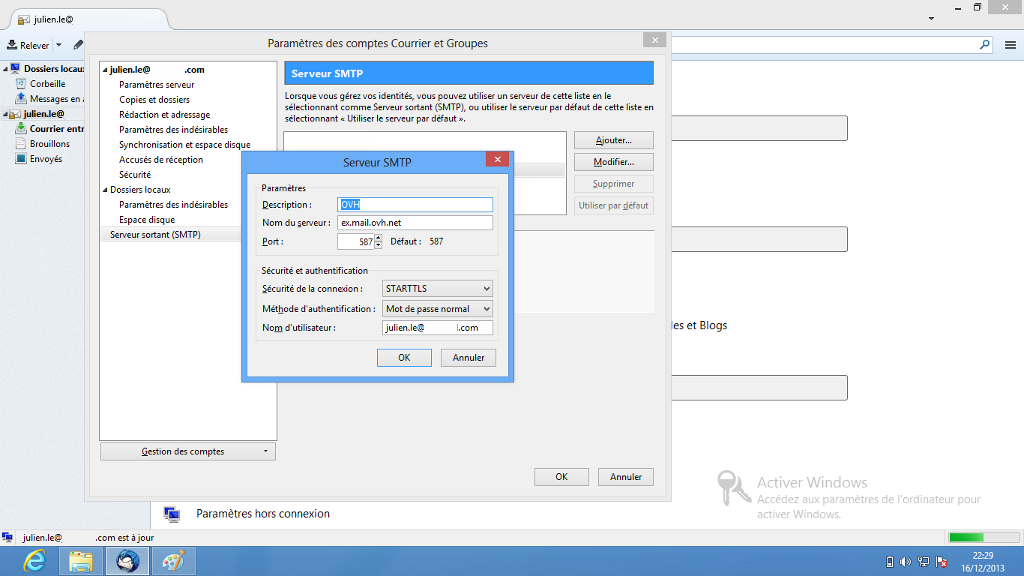 julien.le@
Relever
Paramètres des comptes Courrier et Groupes
Dossiers locaux
Corbeille
Messages en a
julien.le@
Courrier entr
Brouillons
Envoyés
julien.le@ .com
Paramètres serveur
Copies et dossiers
Rédaction et adressage
Paramètres des indésirables
Synchronisation et espace disque
Accusés de réception
Sécurité
Dossiers locaux
Paramètres des indésirables
Espace disque
Serveur sortant (SMTP)
Gestion des comptes
Serveur SMTP
Lorsque vous gérez vos identités, vous pouvez utiliser un serveur de cette liste en le
sélectionnant comme Serveur sortant (SMTP), ou utiliser le serveur par défaut de cette liste en
sélectionnant « Utiliser le serveur par défaut ».
Ajouter...
Modifier...
Supprimer
Utiliser par défaut
Serveur SMTP
Paramètres
Description : OVH
Nom du serveur : ex.mail.ovh.net
Port : 587 Défaut : 587
Sécurité et authentification
Sécurité de la connexion : STARTTLS
Méthode d'authentification : Mot de passe normal
Nom d'utilisateur : julien.le@ l.com
OK Annuler
OK Annuler
les et Blogs
Activer Windows
Accédez aux paramètres de l'ordinateur pour
activer Windows.
Paramètres hors connexion
julien.le@ .com est à jour
22:29
16/12/2013